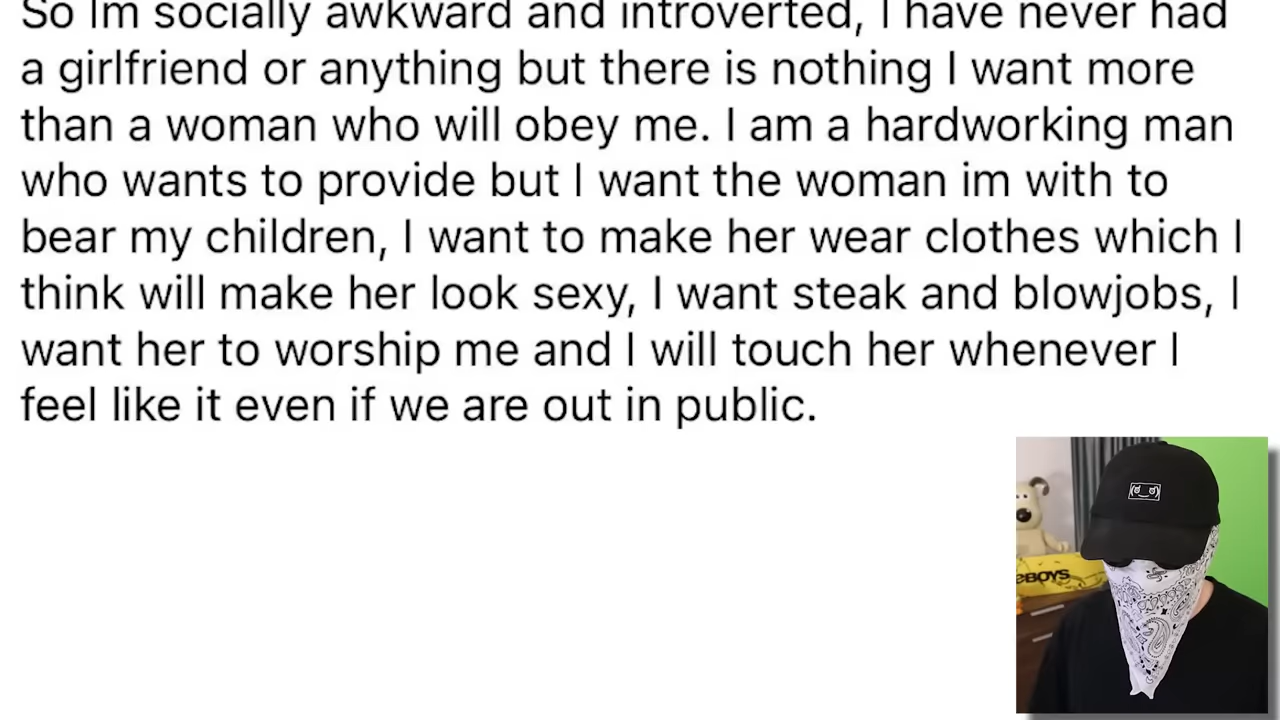 So Im socially awkward and introverted, I have never had
a girlfriend or anything but there is nothing I want more
than a woman who will obey me. I am a hardworking man
who wants to provide but I want the woman im with to
bear my children, I want to make her wear clothes which I
think will make her look sexy, I want steak and blowjobs, I
want her to worship me and I will touch her whenever I
feel like it even if we are out in public.
eBOYS